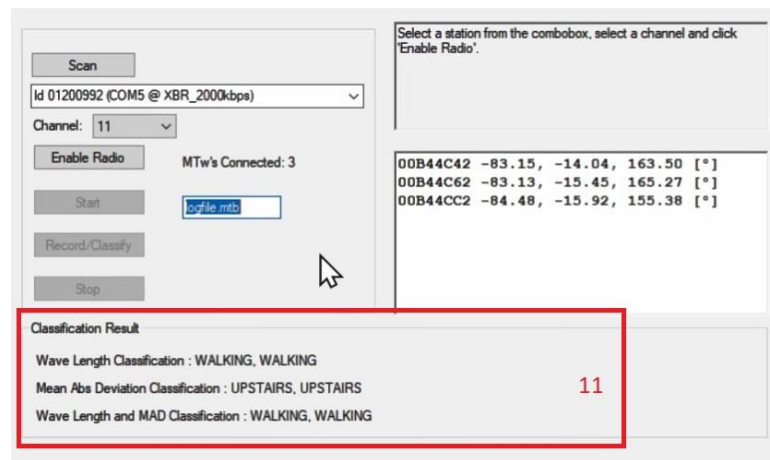 Scan
Id 01200992 (COM5 @ XBR_2000kbps)
Channel: 11
Enable Radio
MTw's Connected: 3
Start
logfile.mtb
Record/Classify
Stop
Select a station from the combobox, select a channel and click
'Enable Radio'.
00B44C42 -83.15, -14.04, 163.50 [°]
00B44C62 -83.13, -15.45, 165.27 [°]
00B44CC2 -84.48, -15.92, 155.38 [°]
Classification Result
Wave Length Classification : WALKING, WALKING
Mean Abs Deviation Classification : UPSTAIRS, UPSTAIRS
Wave Length and MAD Classification : WALKING, WALKING
11